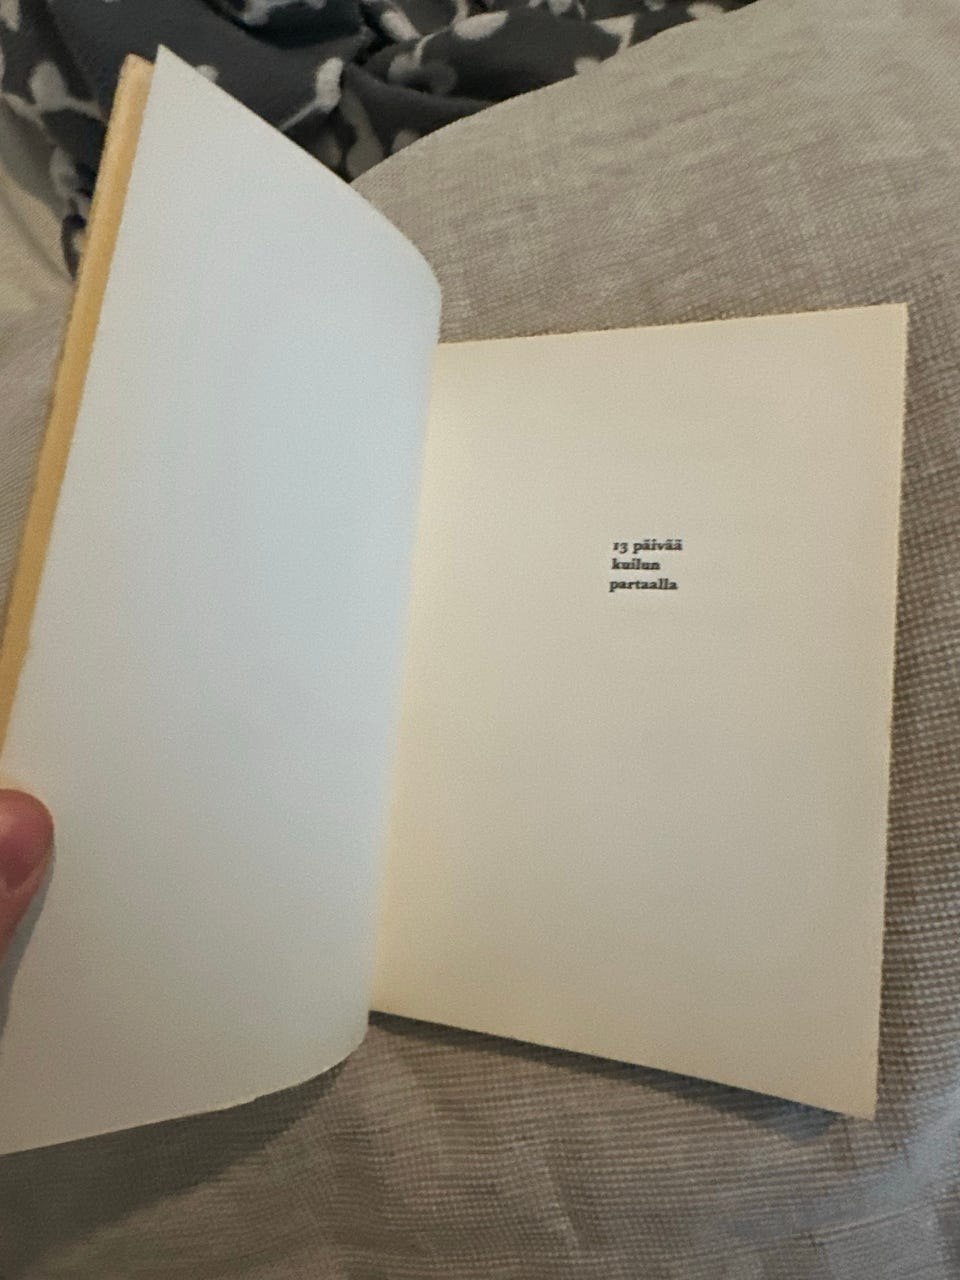 13 päivää
kuilun
partaalla